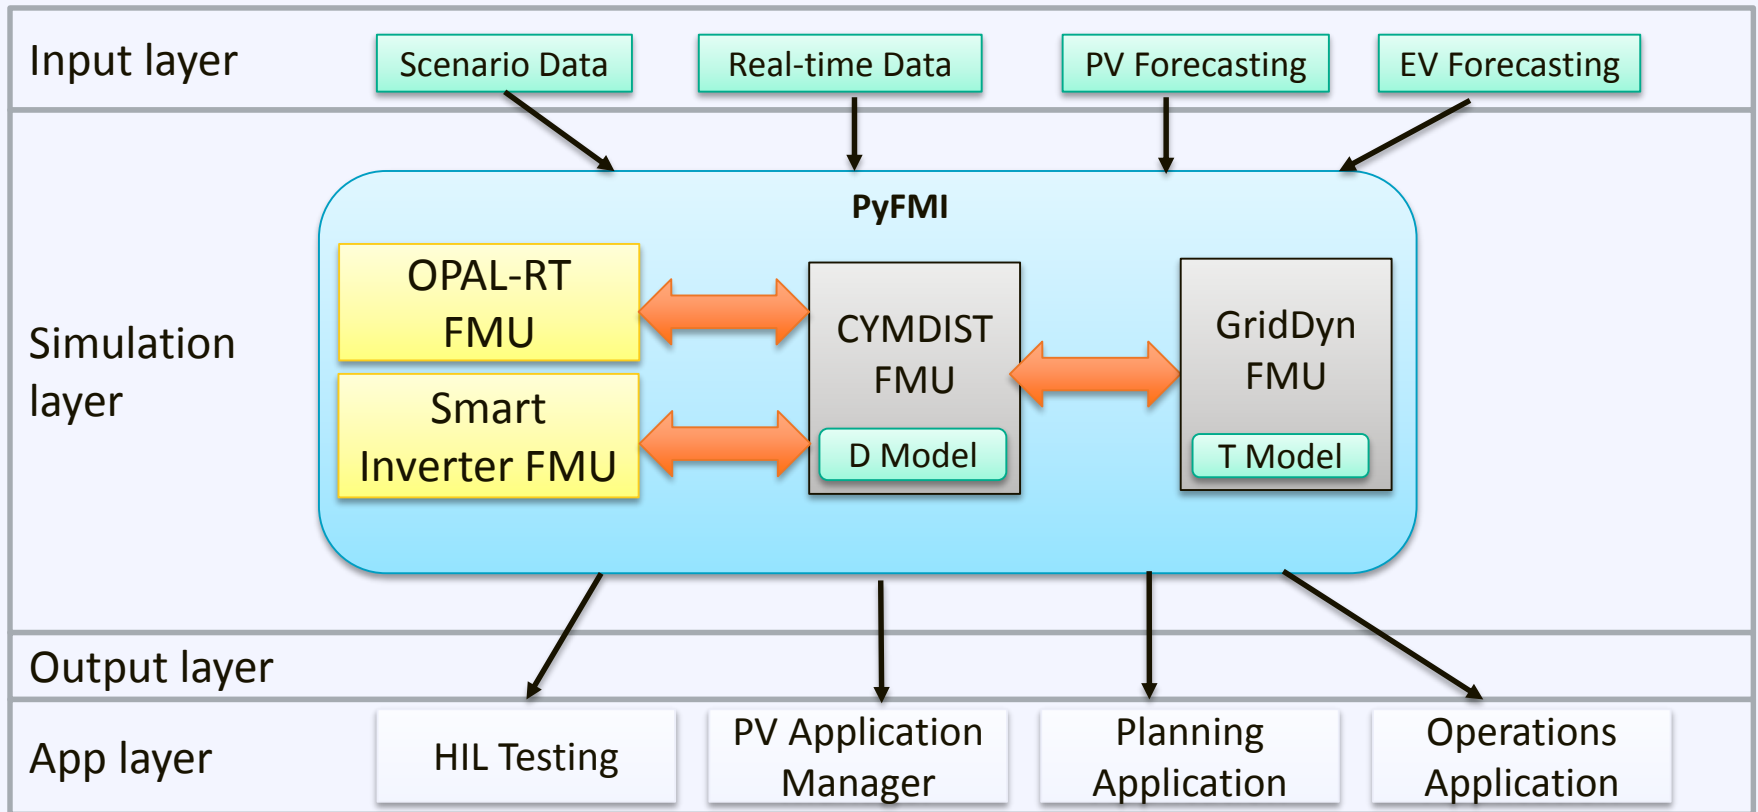 Input layer
Scenario Data
Real-time Data
PV Forecasting
EV Forecasting
Simulation
layer
PyFMI
OPAL-RT
FMU
Smart
Inverter FMU
CYMDIST
FMU
D Model
GridDyn
FMU
T Model
Output layer
App layer
HIL Testing
PV Application
Manager
Planning
Application
Operations
Application